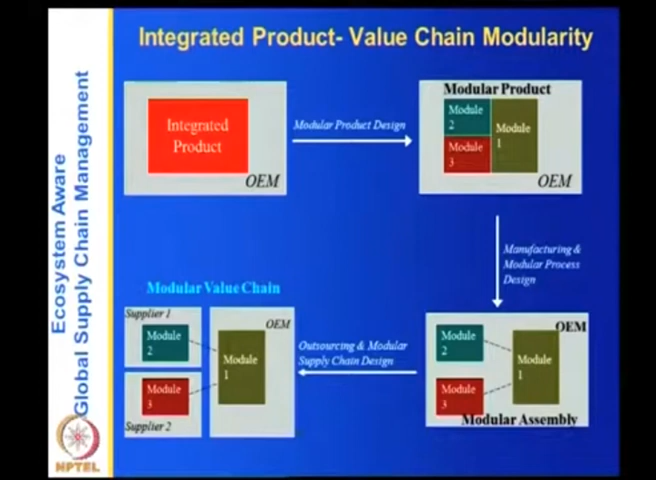 Integrated Product- Value Chain Modularity
Ecosystem Aware
Global Supply Chain Management
Integrated
Product
OEM
Modular Product Design
Modular Product
Module
2
Module
3
Module
1
OEM
Manufacturing &
Modular Process
Design
OEM
Module
2
Module
3
Module
1
Modular Assembly
Outsourcing & Modular
Supply Chain Design
Modular Value Chain
Supplier 1
Module
2
Module
3
Supplier 2
OEM
Module
1
NPTEL